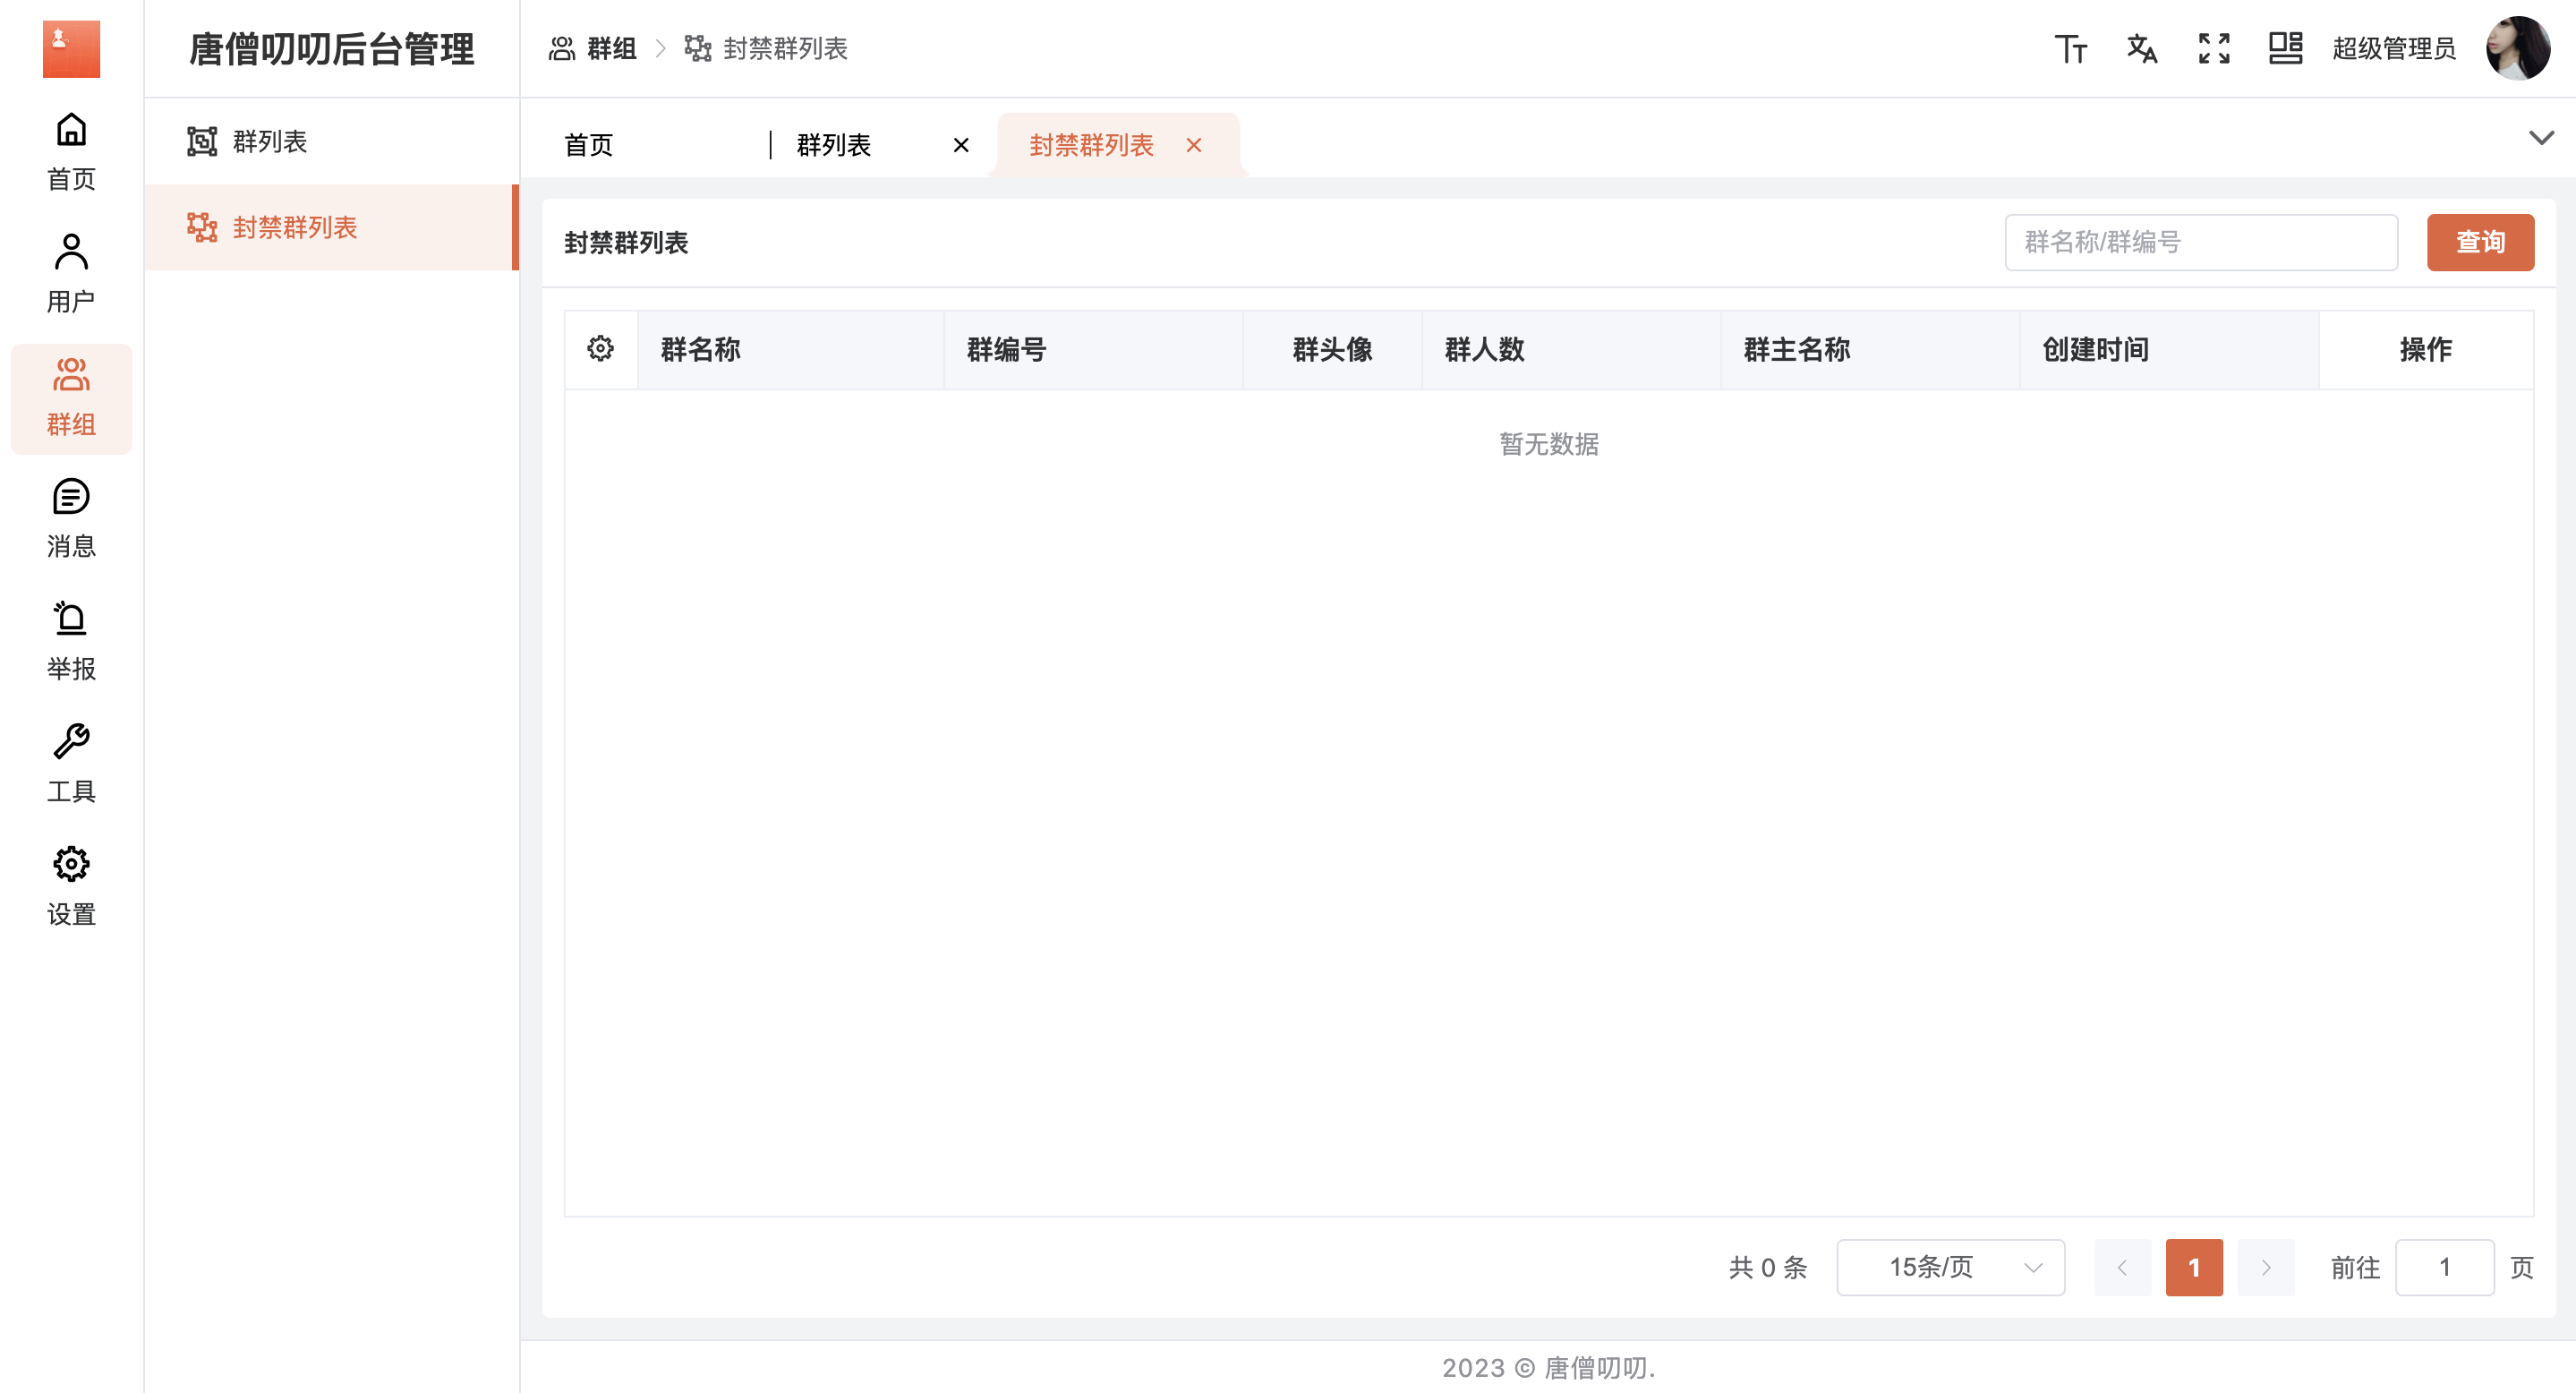 首页
用户
群组
消息
举报
工具
设置
唐僧叨叨后台管理
群列表
封禁群列表
群组 封禁群列表
超级管理员
首页 群列表 封禁群列表
封禁群列表
群名称/群编号 查询
群名称 群编号 群头像 群人数 群主名称 创建时间 操作
暂无数据
共 0 条 15条/页 1 前往 1 页
2023 © 唐僧叨叨.